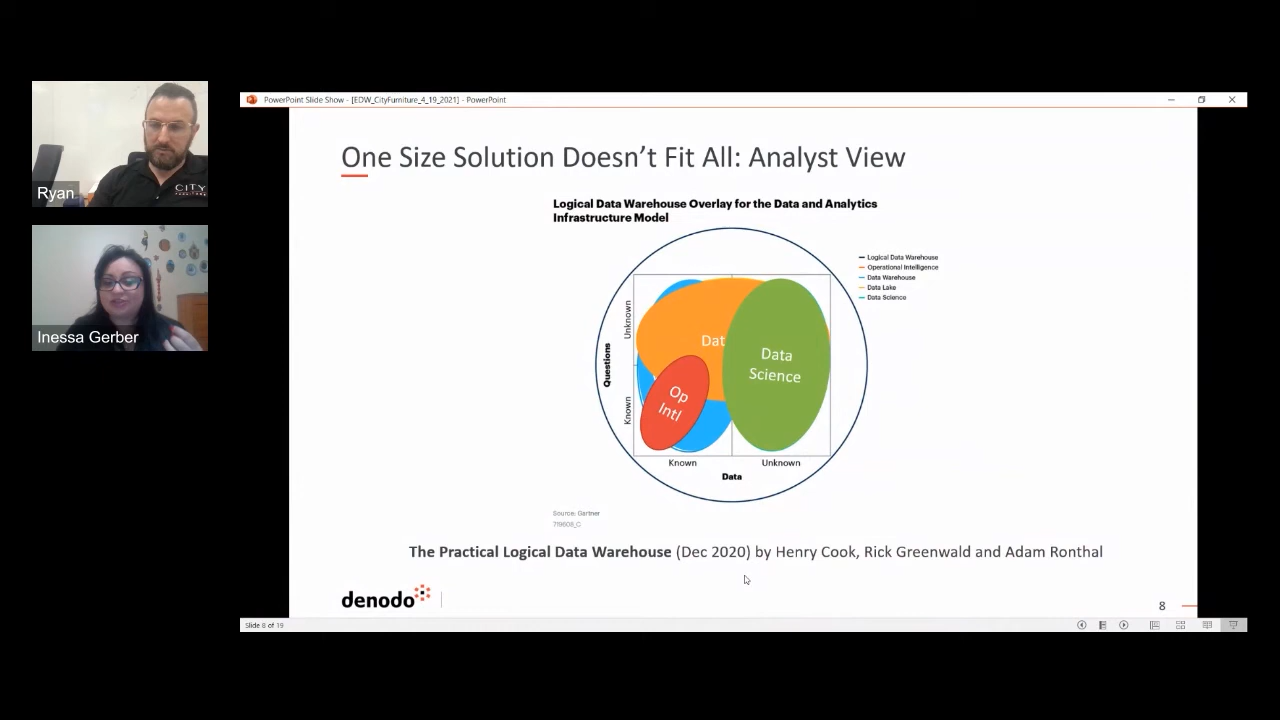 PowerPoint Slide Show - [EDW_CityFurniture_4_19_2021] - PowerPoint
One Size Solution Doesn't Fit All: Analyst View
CITY
Ryan
Inessa Gerber
Logical Data Warehouse Overlay for the Data and Analytics
Infrastructure Model
Logical Data Warehouse
Operational Intelligence
Data Warehouse
Data Lake
Data Science
Unknown
Questions
Known
Dat
Data
Science
Op
Intl
Known
Unknown
Data
Source: Gartner
719608_C
The Practical Logical Data Warehouse (Dec 2020) by Henry Cook, Rick Greenwald and Adam Ronthal
denodo
8
Slide 8 of 19